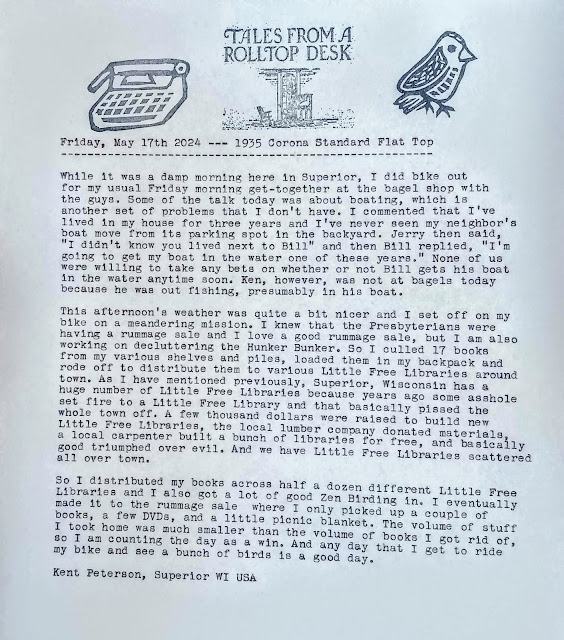 TALES FROM A
ROLLTOP DESK
Friday, May 17th 2024 --- 1935 Corona Standard Flat Top
-----------------------------------------------------
While it was a damp morning here in Superior, I did bike out
for my usual Friday morning get-together at the bagel shop with
the guys. Some of the talk today was about boating, which is
another set of problems that I don't have. I commented that I've
lived in my house for three years and I've never seen my neighbor's
boat move from its parking spot in the backyard. Jerry then said,
"I didn't know you lived next to Bill" and then Bill replied, "I'm
going to get my boat in the water one of these years." None of us
were willing to take any bets on whether or not Bill gets his boat
in the water anytime soon. Ken, however, was not at bagels today
because he was out fishing, presumably in his boat.
This afternoon's weather was quite a bit nicer and I set off on my
bike on a meandering mission. I knew that the Presbyterians were
having a rummage sale and I love a good rummage sale, but I am also
working on decluttering the Hunker Bunker. So I culled 17 books
from my various shelves and piles, loaded them in my backpack and
rode off to distribute them to various Little Free Libraries around
town. As I have mentioned previously, Superior, Wisconsin has a
huge number of Little Free Libraries because years ago some asshole
set fire to a Little Free Library and that basically pissed the
whole town off. A few thousand dollars were raised to build new
Little Free Libraries, the local lumber company donated materials,
a local carpenter built a bunch of libraries for free, and basically
good triumphed over evil. And we have Little Free Libraries scattered
all over town.
So I distributed my books across half a dozen different Little Free
Libraries and I also got a lot of good Zen Birding in. I eventually
made it to the rummage sale where I only picked up a couple of
books, a few DVDs, and a little picnic blanket. The volume of stuff
I took home was much smaller than the volume of books I got rid of,
so I am counting the day as a win. And any day that I get to ride
my bike and see a bunch of birds is a good day.
Kent Peterson, Superior WI USA